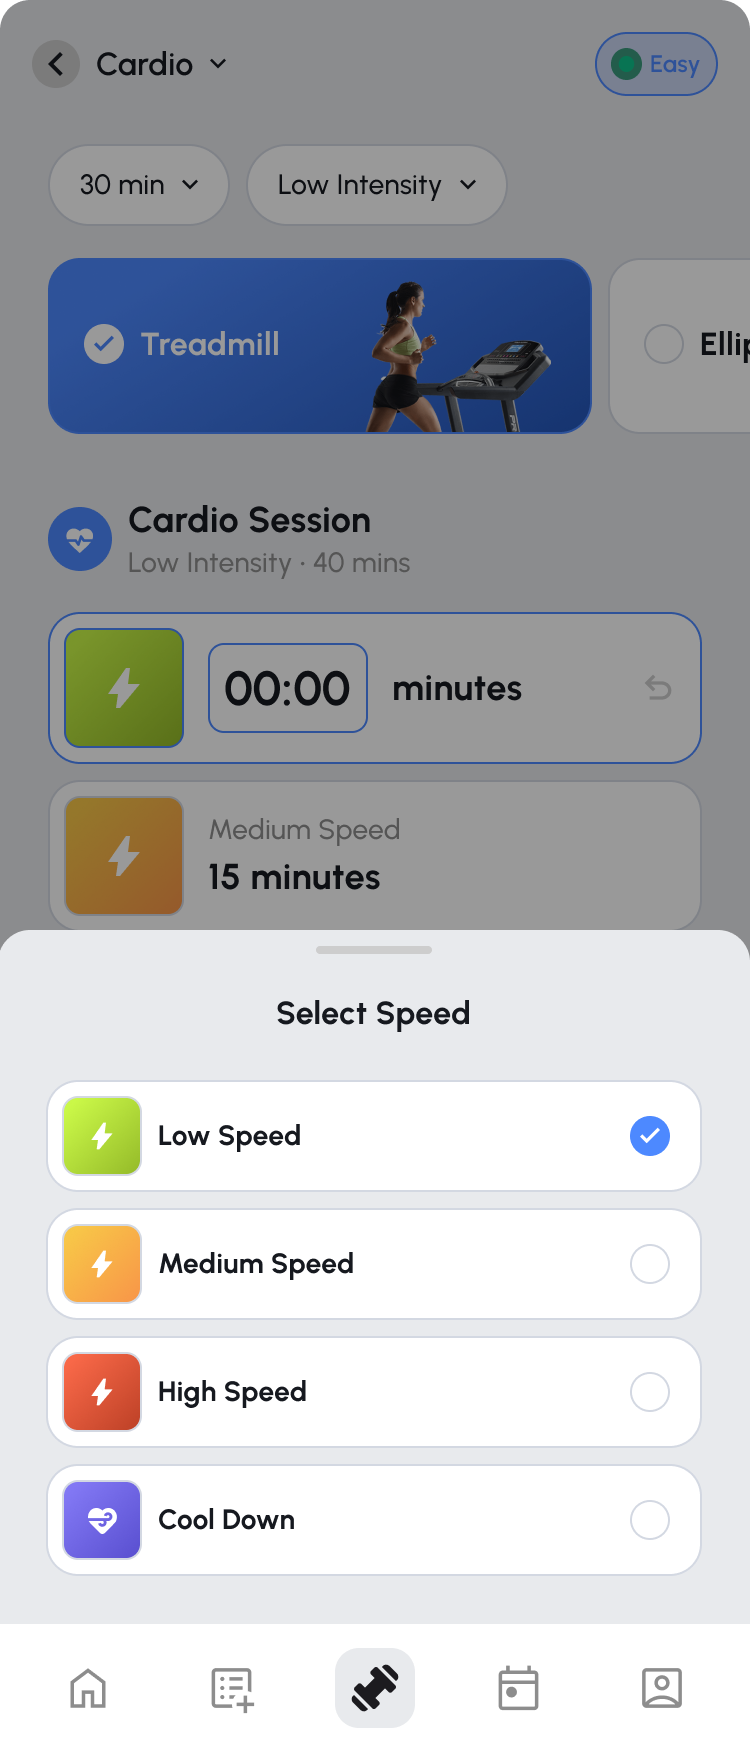 Cardio
Easy
30 min
Low Intensity
Treadmill
Ellip
Cardio Session
Low Intensity · 40 mins
00:00 minutes
Medium Speed
15 minutes
Select Speed
Low Speed
Medium Speed
High Speed
Cool Down